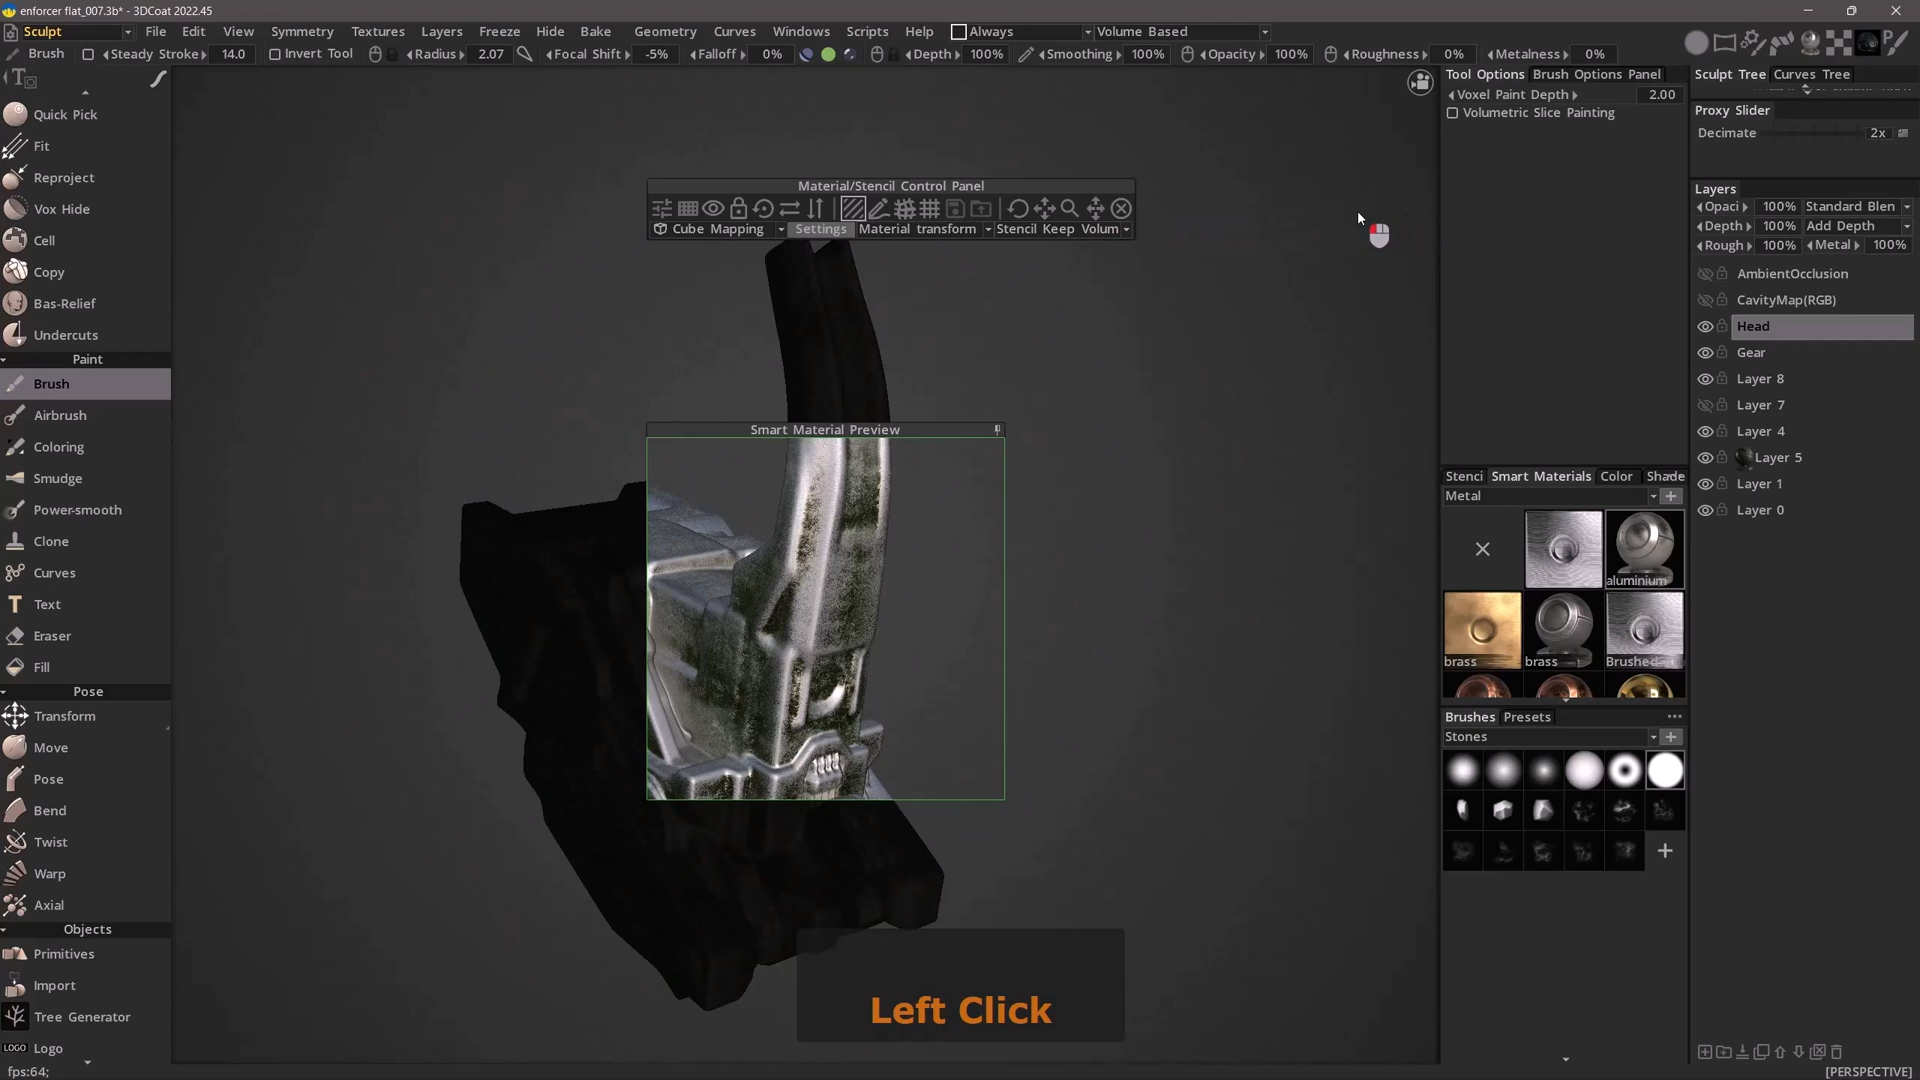 enforcer flat_007.3b* - 3DCoat 2022.45
Sculpt File Edit View Symmetry Textures Layers Freeze Hide Bake Geometry Curves Windows Scripts Help Always Volume Based
Brush Steady Stroke 14.0 Invert Tool Radius 2.07 Focal Shift -5% Falloff 0% Depth 100% Smoothing 100% Opacity 100% Roughness 0% Metalness 0%
Quick Pick
Fit
Reproject
Vox Hide
Cell
Copy
Bas-Relief
Undercuts
Paint
Brush
Airbrush
Coloring
Smudge
Power-smooth
Clone
Curves
Text
Eraser
Fill
Pose
Transform
Move
Pose
Bend
Twist
Warp
Axial
Objects
Primitives
Import
Tree Generator
LOGO Logo
fps:64;
Material/Stencil Control Panel
Cube Mapping Settings Material transform Stencil Keep Volum
Smart Material Preview
Left Click
Tool Options Brush Options Panel
Voxel Paint Depth 2.00
Volumetric Slice Painting
Stenci Smart Materials Color Shade
Metal
aluminium
brass brass Brushed
Brushes Presets
Stones
Sculpt Tree Curves Tree
Proxy Slider
Decimate 2x
Layers
Opaci 100% Standard Blen
Depth 100% Add Depth
Rough 100% Metal 100%
AmbientOcclusion
CavityMap(RGB)
Head
Gear
Layer 8
Layer 7
Layer 4
Layer 5
Layer 1
Layer 0
[PERSPECTIVE]